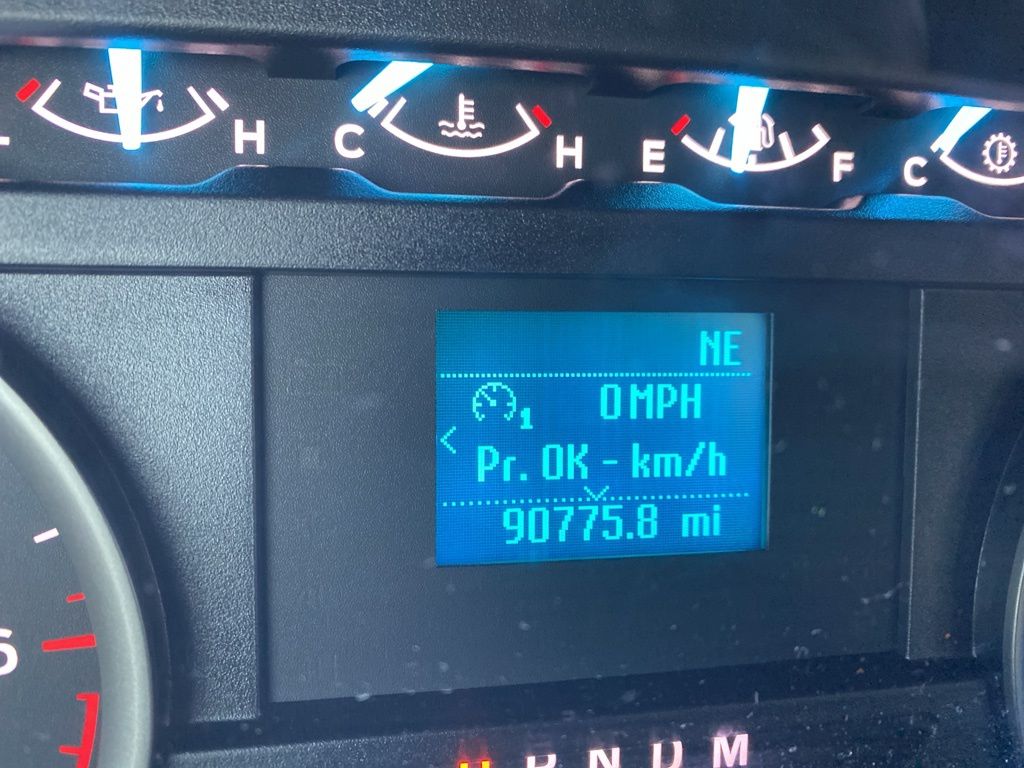 H
C H
E F
C
NE
1 0 MPH
Pr. OK - km/h
90775.8 mi
R N D M